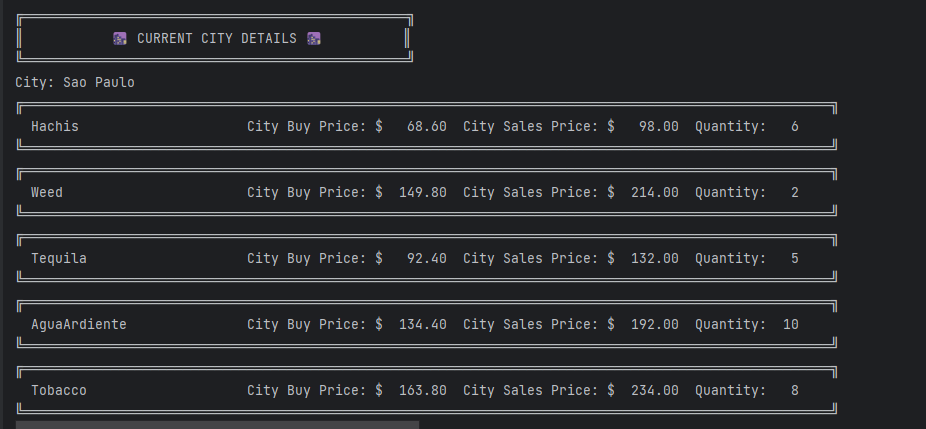 🎆 CURRENT CITY DETAILS 🎆
City: Sao Paulo
Hachis City Buy Price: $ 68.60 City Sales Price: $ 98.00 Quantity: 6
Weed City Buy Price: $ 149.80 City Sales Price: $ 214.00 Quantity: 2
Tequila City Buy Price: $ 92.40 City Sales Price: $ 132.00 Quantity: 5
AguaArdiente City Buy Price: $ 134.40 City Sales Price: $ 192.00 Quantity: 10
Tobacco City Buy Price: $ 163.80 City Sales Price: $ 234.00 Quantity: 8